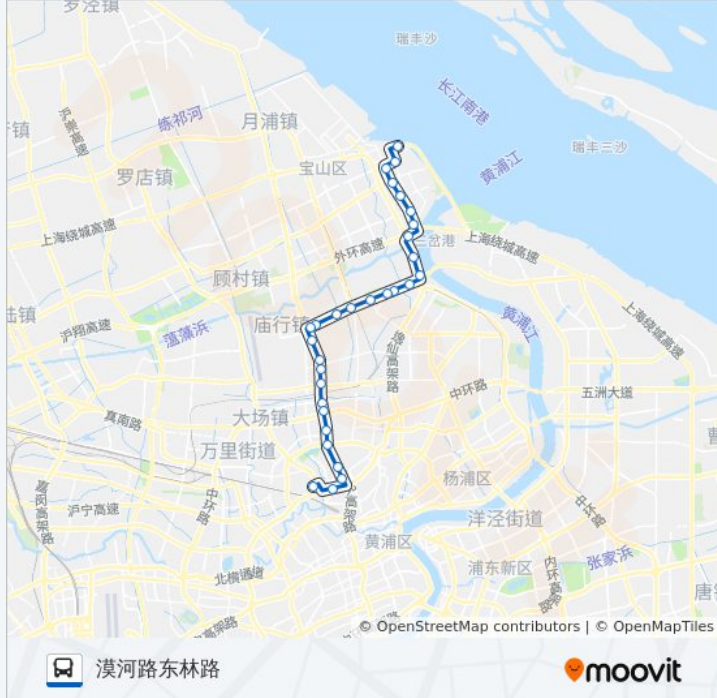 罗泾镇
瑞丰沙
长江南港
沪崇高速
练祁河
月浦镇
瑞丰三沙
黄浦江
宝山区
罗店镇
上海绕城高速
三岔港
上海绕城高速
外环高速
顾村镇
上海绕城高速
黄浦江
庙行镇
沪翔高速
蕰藻浜
逸仙高架路
中环路
五洲大道
大场镇
真南路
万里街道
杨浦区
嘉闵高架路
中环路
沪宁高速
高架路
洋泾街道
中环路
黄浦区
张家浜
北横通道
浦东新区
内环高
© OpenStreetMap contributors | © OpenMapTiles
漠河路东林路
moovit